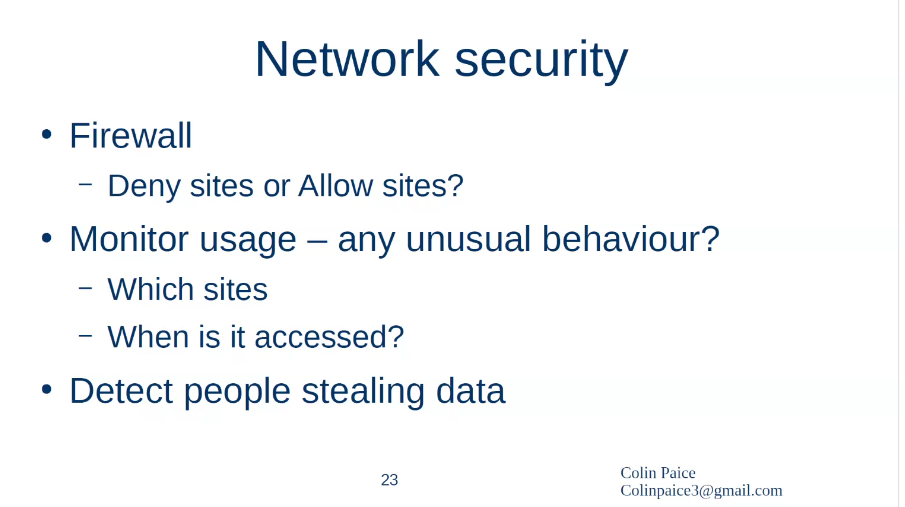 Network security
• Firewall
– Deny sites or Allow sites?
• Monitor usage – any unusual behaviour?
– Which sites
– When is it accessed?
• Detect people stealing data
23
Colin Paice
Colinpaice3@gmail.com